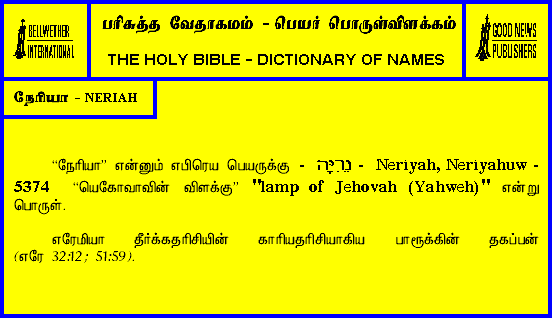 BELLWETHER
INTERNATIONAL
பரிசுத்த வேதாகமம் - பெயர் பொருள்விளக்கம்
THE HOLY BIBLE - DICTIONARY OF NAMES
GOOD NEWS
PUBLISHERS
நேரியா - NERIAH
“நேரியா” என்னும் எபிரெய பெயருக்கு - נֵרִיָּה - Neriyah, Neriyahuw -
5374 “யெகோவாவின் விளக்கு” "lamp of Jehovah (Yahweh)" என்று
பொருள்.
எரேமியா தீர்க்கதரிசியின் காரியதரிசியாகிய பாரூக்கின் தகப்பன்
(எரே 32:12; 51:59).